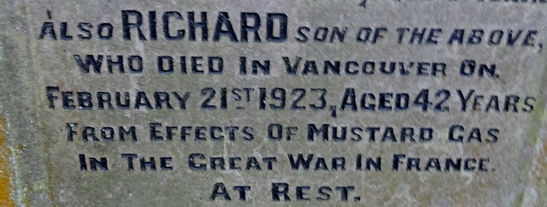 ALSO RICHARD SON OF THE ABOVE,
WHO DIED IN VANCOUVER ON.
FEBRUARY 21ST 1923, AGED 42 YEARS
FROM EFFECTS OF MUSTARD GAS
IN THE GREAT WAR IN FRANCE.
AT REST.